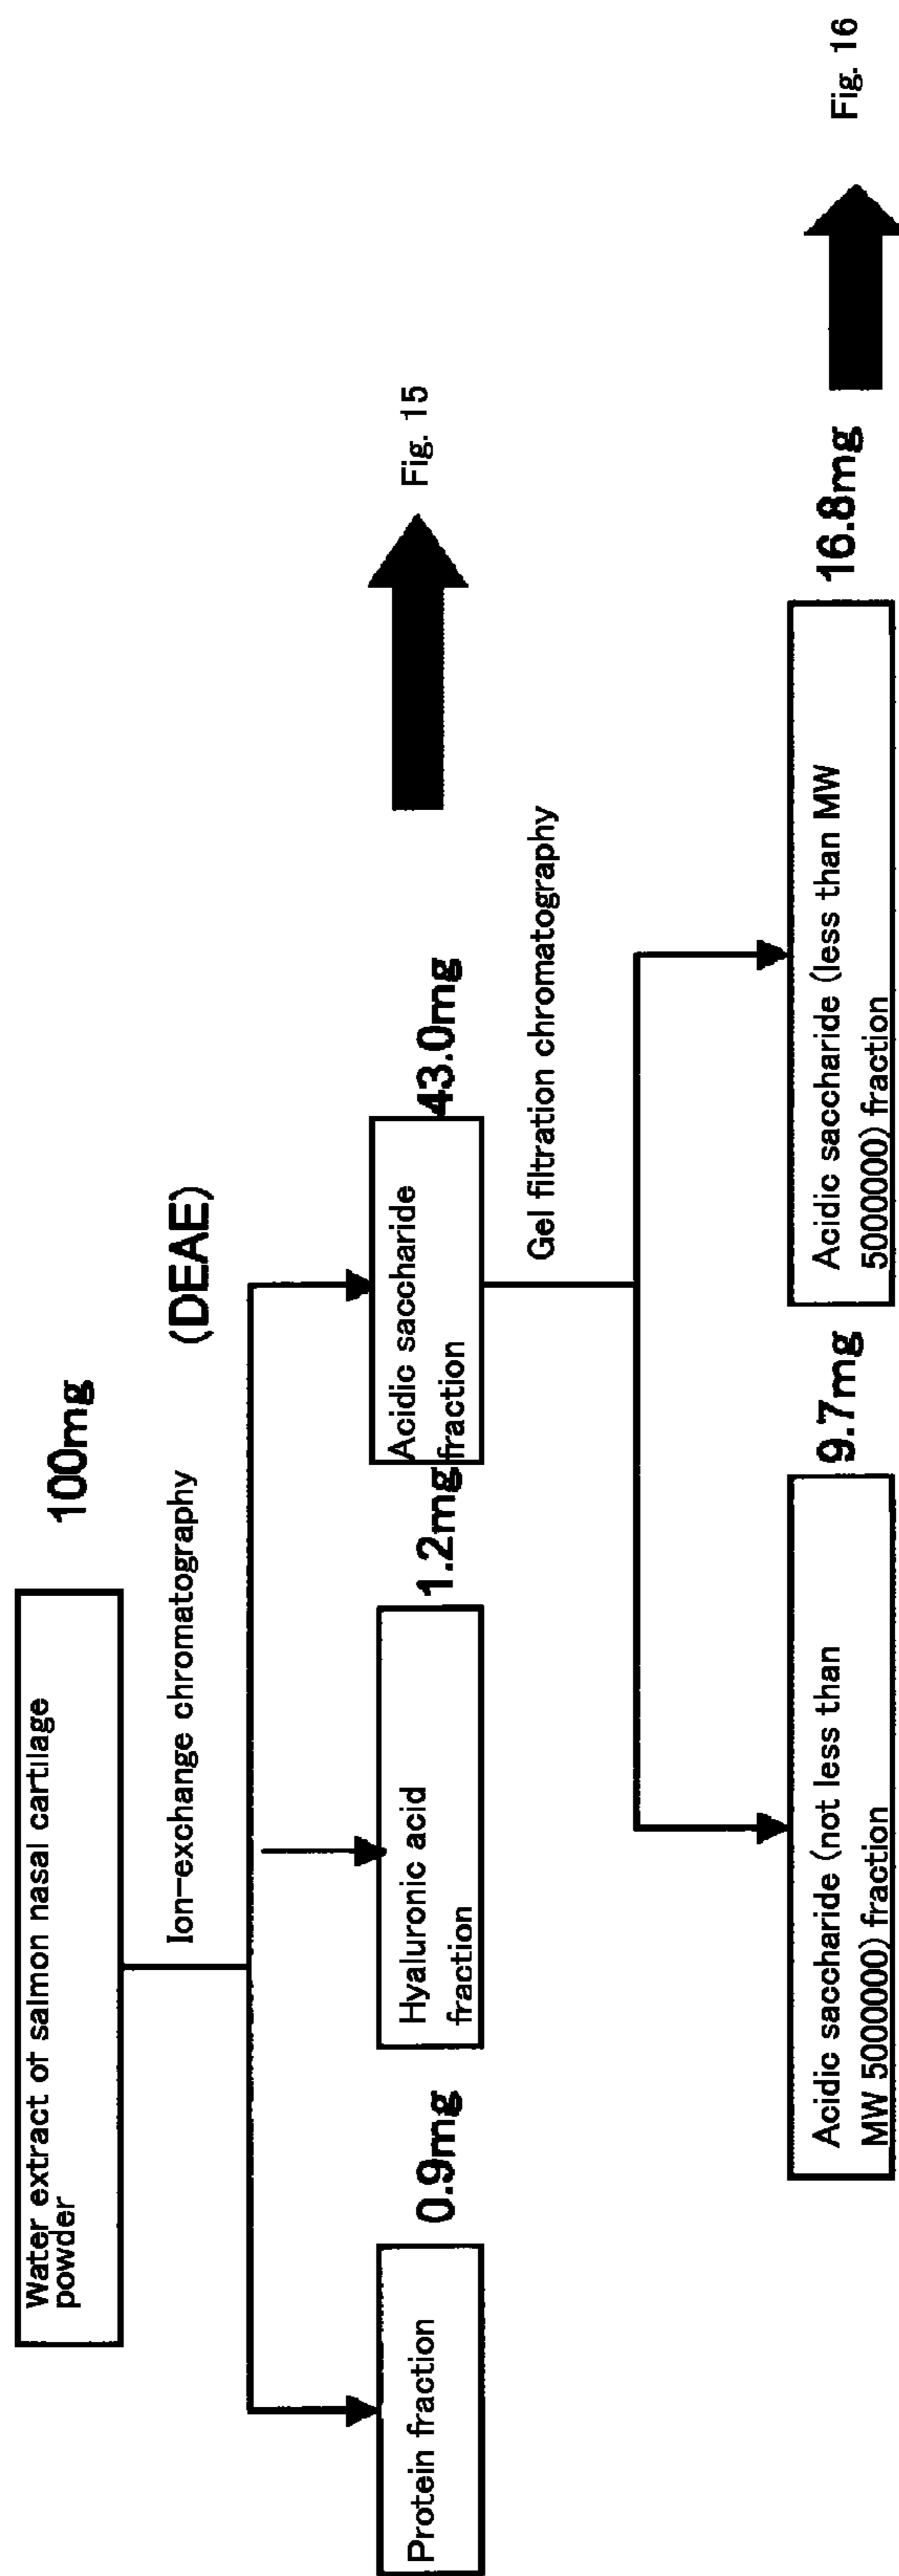 Water extract of salmon nasal cartilage
powder
100mg
Ion-exchange chromatography
(DEAE)
Protein fraction
0.9mg
Hyaluronic acid
fraction
1.2mg
Acidic saccharide
fraction
43.0mg
Fig. 15
Gel filtration chromatography
Acidic saccharide (not less than
MW 5000000) fraction
9.7mg
Acidic saccharide (less than MW
5000000) fraction
16.8mg
Fig. 16